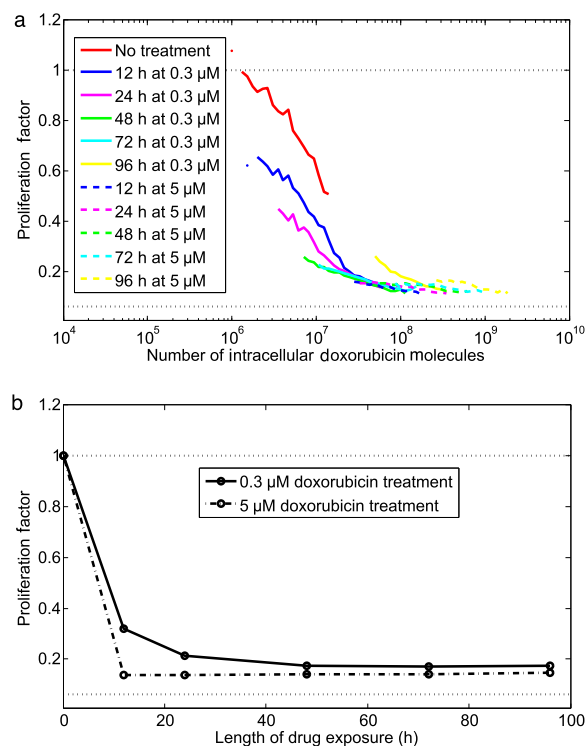 a
1.2
1
0.8
0.6
0.4
0.2
Proliferation factor
No treatment
12 h at 0.3 µM
24 h at 0.3 µM
48 h at 0.3 µM
72 h at 0.3 µM
96 h at 0.3 µM
12 h at 5 µM
24 h at 5 µM
48 h at 5 µM
72 h at 5 µM
96 h at 5 µM
10^4 10^5 10^6 10^7 10^8 10^9 10^10
Number of intracellular doxorubicin molecules
b
1.2
1
0.8
0.6
0.4
0.2
Proliferation factor
0.3 µM doxorubicin treatment
5 µM doxorubicin treatment
0 20 40 60 80 100
Length of drug exposure (h)